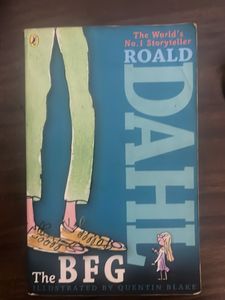 The World's
No.1 Storyteller
ROALD
DAHL
The BFG
ILLUSTRATED BY QUENTIN BLAKE